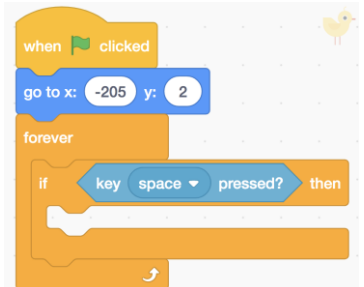 when clicked
go to x: -205 y: 2
forever
if key space pressed? then